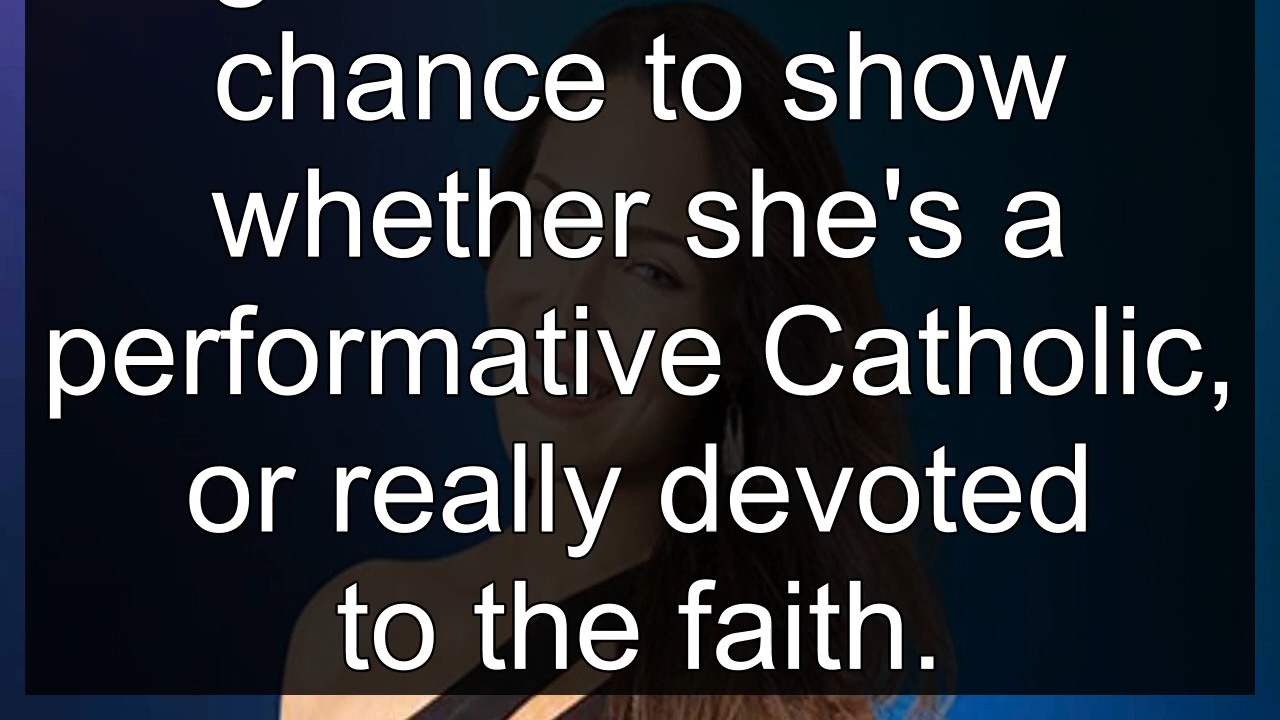 chance to show
whether she's a
performative Catholic,
or really devoted
to the faith.